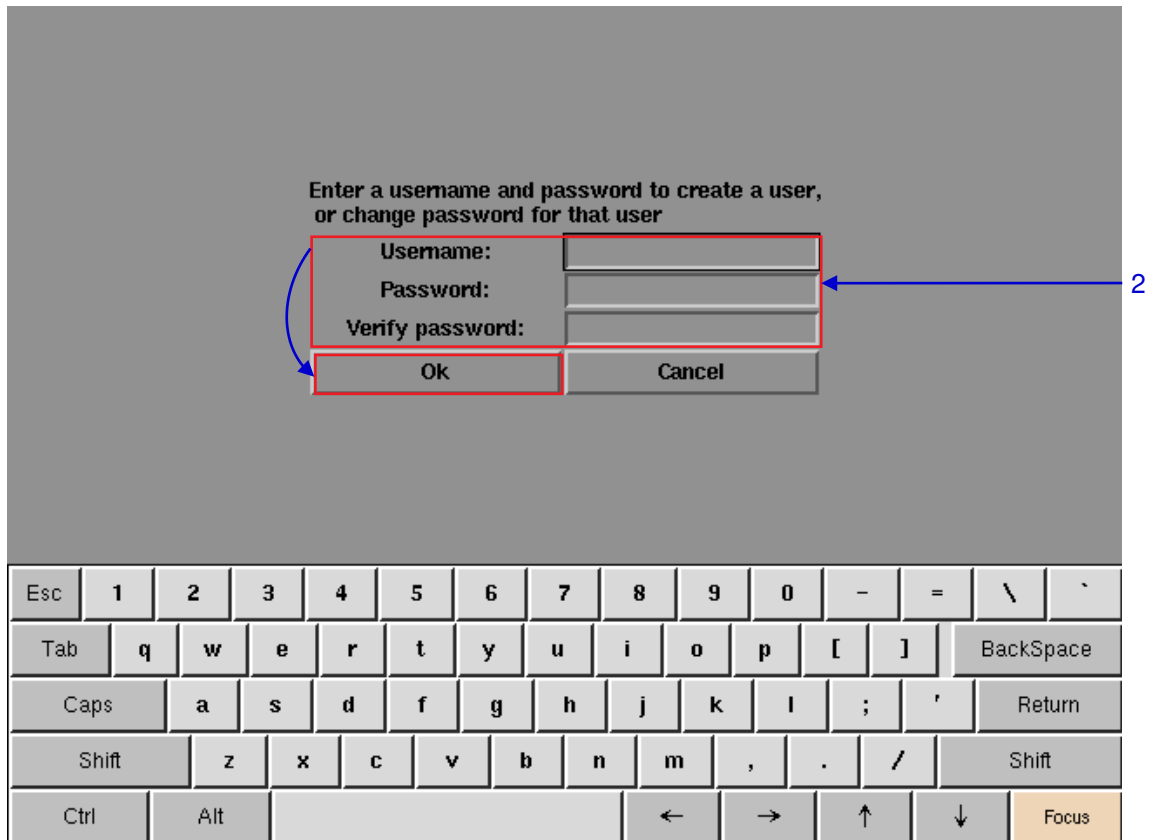 Enter a username and password to create a user,
or change password for that user
Username:
Password:
2
Verify password:
Ok Cancel
Esc 1 2 3 4 5 6 7 8 9 0 - = \ `
Tab q w e r t y u i o p [ ] BackSpace
Caps a s d f g h j k l ; ' Return
Shift z x c v b n m , . / Shift
Ctrl Alt ← → ↑ ↓ Focus